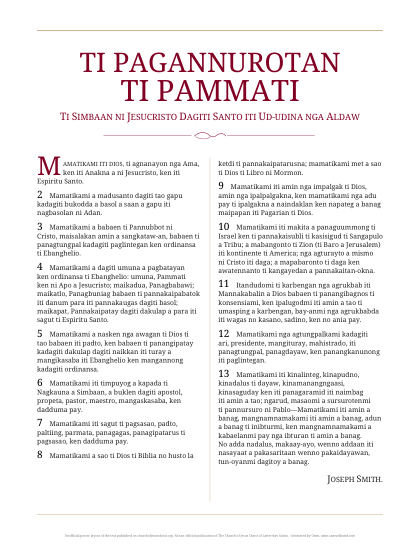 TI PAGANNUROTAN
TI PAMMATI
Ti Simbaan ni Jesucristo Dagiti Santo iti Ud-udina nga Aldaw
MAMATIKAMI ITI DIOS, ti agnanayon nga Ama,
ken iti Anakna a ni Jesucristo, ken iti
Espiritu Santo.
2 Mamatikami a madusanto dagiti tao gapu
kadagiti bukodda a basol a saan a gapu iti
nagbasolan ni Adan.
3 Mamatikami a babaen ti Pannubbot ni
Cristo, maisalakan amin a sangkataw-an, babaen ti
panagtungpal kadagiti paglintegan ken ordinansa
ti Ebanghelio.
4 Mamatikami a dagiti umuna a pagbatayan
ken ordinansa ti Ebanghelio: umuna, Pammati
ken ni Apo a Jesucristo; maikadua, Panagbabawi;
maikatlo, Panagbuniag babaen ti pannakaipabatok
iti danum para iti pannakaugas dagiti basol;
maikapat, Pannakaipatay dagiti dakulap a para iti
sagut ti Espiritu Santo.
5 Mamatikami a nasken nga awagan ti Dios ti
tao babaen iti padto, ken babaen ti panangipatay
kadagiti dakulap dagiti naikkan iti turay a
mangikasaba iti Ebanghelio ken mangannong
kadagiti ordinansa.
6 Mamatikami iti timpuyog a kapada ti
Nagkauna a Simbaan, a buklen dagiti apostol,
propeta, pastor, maestro, mangaskasaba, ken
dadduma pay.
7 Mamatikami iti sagut ti pagsasao, padto,
paltiing, parmata, panagagas, panagipatarus ti
pagsasao, ken dadduma pay.
8 Mamatikami a sao ti Dios ti Biblia no husto la
ketdi ti pannakaipatarusna; mamatikami met a sao
ti Dios ti Libro ni Mormon.
9 Mamatikami iti amin nga impalgak ti Dios,
amin nga ipalpalgakna, ken mamatikami nga adu
pay ti ipalgakna a naindaklan ken napateg a banag
maipapan iti Pagarian ti Dios.
10 Mamatikami iti makita a panaguummong ti
Israel ken ti pannakaisubli ti kasigud ti Sangapulo
a Tribu; a mabangonto ti Zion (ti Baro a Jerusalem)
iti kontinente ti America; nga agturayto a mismo
ni Cristo iti daga; a mapabaronto ti daga ken
awatennanto ti kangayedan a pannakaitan-okna.
11 Itandudomi ti karbengan nga agrukbab iti
Mannakabalin a Dios babaen ti panangibagnos ti
konsensiami, ken ipalugodmi iti amin a tao ti
umasping a karbengan, bay-anmi nga agrukbabda
iti wagas no kasano, sadino, ken no ania pay.
12 Mamatikami nga agtungpalkami kadagiti
ari, presidente, mangituray, mahistrado, iti
panagtungpal, panagdayaw, ken panangkanunong
iti paglintegan.
13 Mamatikami iti kinalinteg, kinapudno,
kinadalus ti dayaw, kinamanangngaasi,
kinasaguday ken iti panagaramid iti naimbag
iti amin a tao; ngarud, masaomi a sursurotenmi
ti pannursuro ni Pablo—Mamatikami iti amin a
banag, mangnamnamakami iti amin a banag, adun
a banag ti inibturmi, ken mangnamnamakami a
kabaelanmi pay nga ibturan ti amin a banag.
No adda nadalus, makaay-ayo, wenno addaan iti
nasayaat a pakasaritaan wenno pakaidayawan,
tun-oyanmi dagitoy a banag.
Joseph Smith.